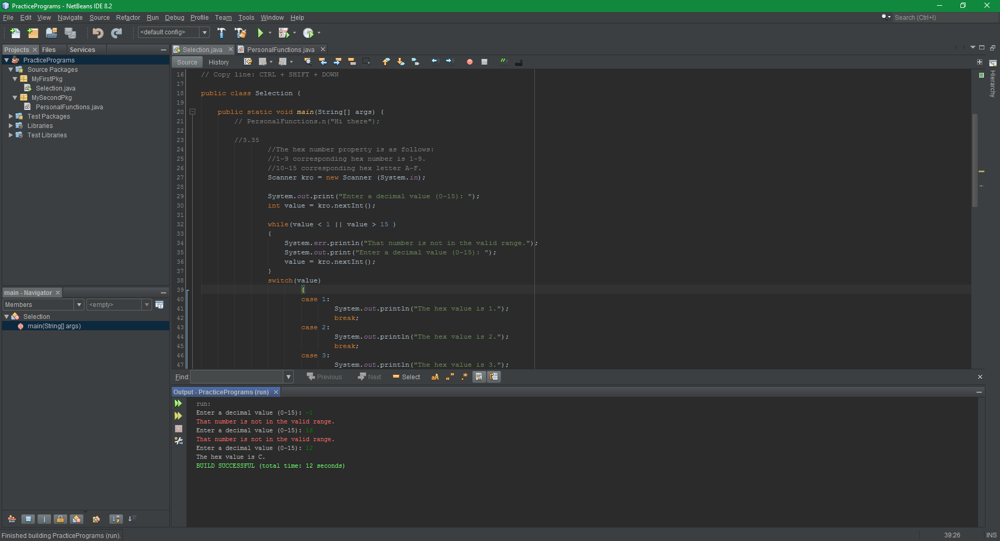 PracticePrograms - NetBeans IDE 8.2
File Edit View Navigate Source Refactor Run Debug Profile Team Tools Window Help
Search (Ctrl+I)
<default config>
Projects Files Services
Selection.java PersonalFunctions.java
Source History
PracticePrograms
Source Packages
MyFirstPkg
Selection.java
MySecondPkg
PersonalFunctions.java
Test Packages
Libraries
Test Libraries
Hierarchy
16 // Copy line: CTRL + SHIFT + DOWN
17
18 public class Selection {
19
20 public static void main(String[] args) {
21 // PersonalFunctions.n("Hi there");
22
23 //3.35
24 //The hex number property is as follows:
25 //1-9 corresponding hex number is 1-9.
26 //10-15 corresponding hex letter A-F.
27 Scanner kro = new Scanner (System.in);
28
29 System.out.print("Enter a decimal value (0-15): ");
30 int value = kro.nextInt();
31
32 while(value < 1 || value > 15 )
33 {
34 System.err.println("That number is not in the valid range.");
35 System.out.print("Enter a decimal value (0-15): ");
36 value = kro.nextInt();
37 }
38 switch(value)
39 {
40 case 1:
41 System.out.println("The hex value is 1.");
42 break;
43 case 2:
44 System.out.println("The hex value is 2.");
45 break;
46 case 3:
47 System.out.println("The hex value is 3.");
main - Navigator
Members <empty>
Selection
main(String[] args)
Find: Previous Next Select
Output - PracticePrograms (run)
run:
Enter a decimal value (0-15): -1
That number is not in the valid range.
Enter a decimal value (0-15): 16
That number is not in the valid range.
Enter a decimal value (0-15): 12
The hex value is C.
BUILD SUCCESSFUL (total time: 12 seconds)
Finished building PracticePrograms (run).
39:26 INS